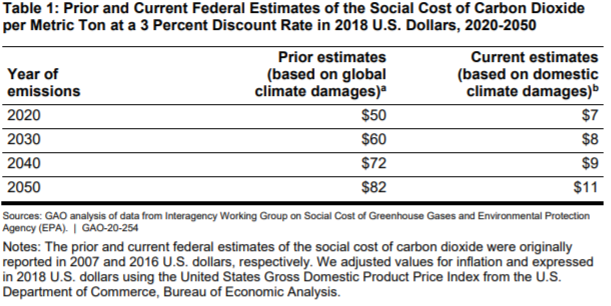 Table 1: Prior and Current Federal Estimates of the Social Cost of Carbon Dioxide
per Metric Ton at a 3 Percent Discount Rate in 2018 U.S. Dollars, 2020-2050
Year of emissions Prior estimates (based on global climate damages)a Current estimates (based on domestic climate damages)b
2020 $50 $7
2030 $60 $8
2040 $72 $9
2050 $82 $11
Sources: GAO analysis of data from Interagency Working Group on Social Cost of Greenhouse Gases and Environmental Protection
Agency (EPA). | GAO-20-254
Notes: The prior and current federal estimates of the social cost of carbon dioxide were originally
reported in 2007 and 2016 U.S. dollars, respectively. We adjusted values for inflation and expressed
in 2018 U.S. dollars using the United States Gross Domestic Product Price Index from the U.S.
Department of Commerce, Bureau of Economic Analysis.